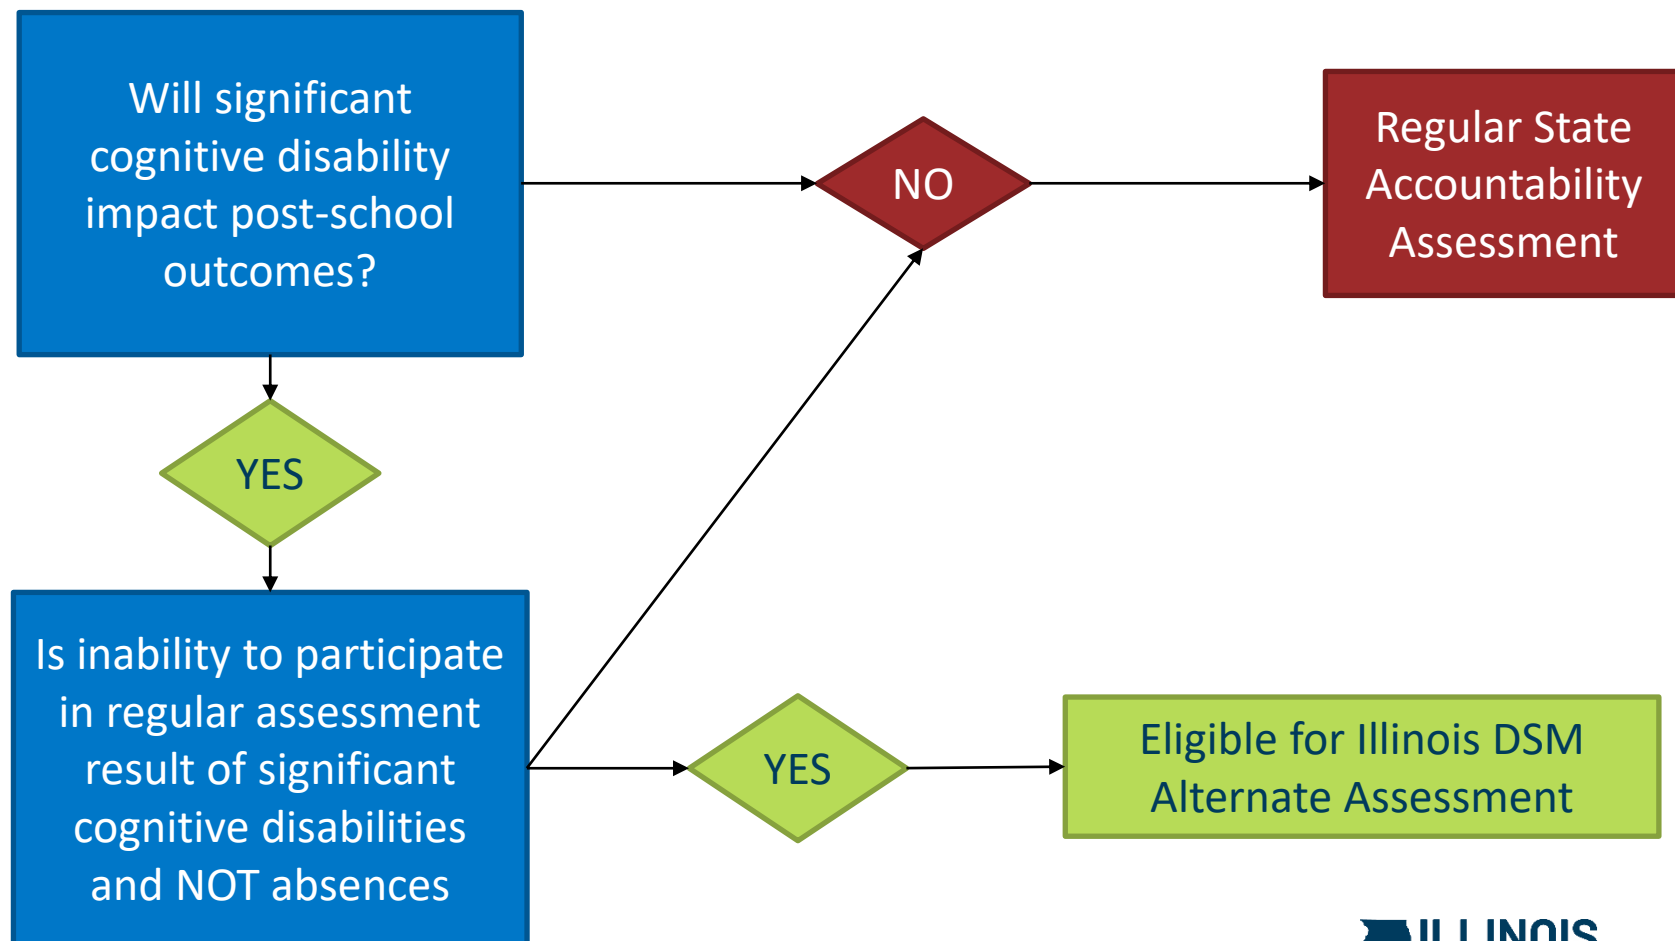 Will significant
cognitive disability
impact post-school
outcomes?
NO
Regular State
Accountability
Assessment
YES
Is inability to participate
in regular assessment
result of significant
cognitive disabilities
and NOT absences
YES
Eligible for Illinois DSM
Alternate Assessment
ILLINOIS